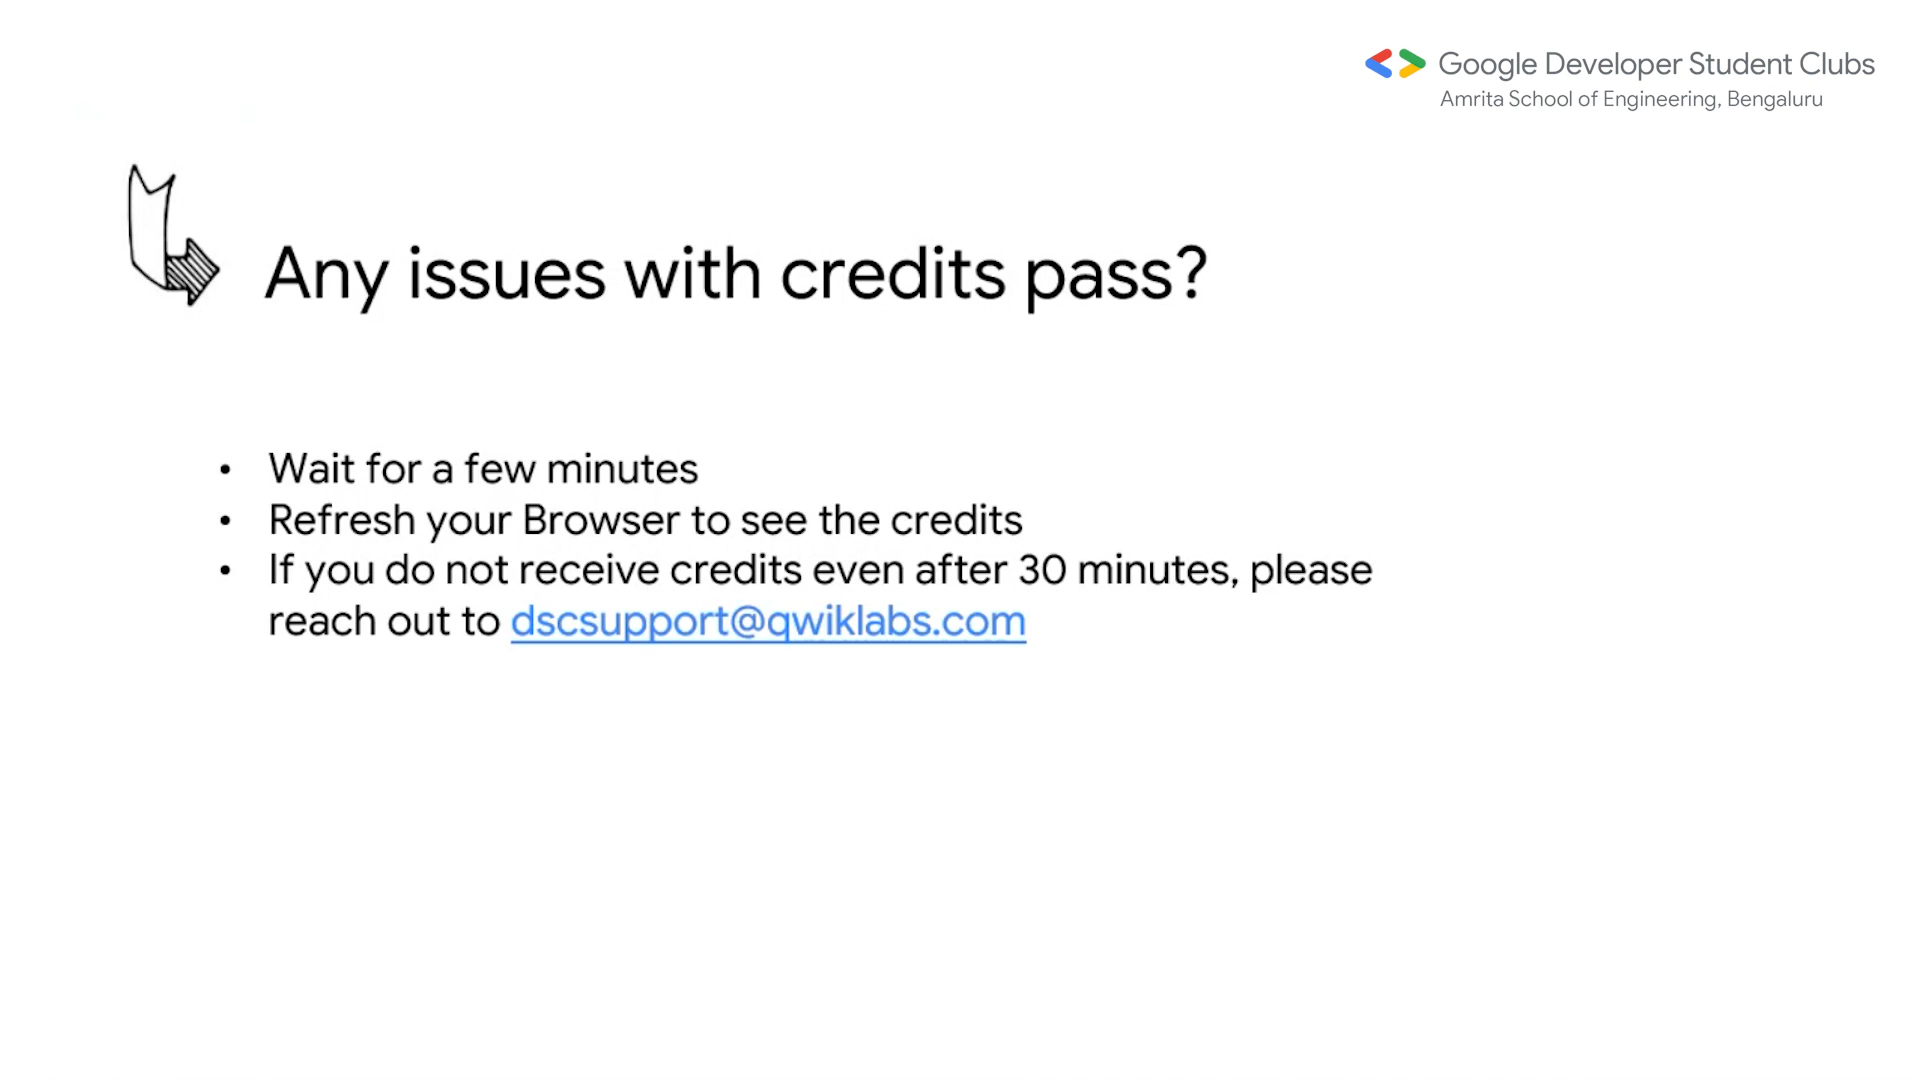 Google Developer Student Clubs
Amrita School of Engineering, Bengaluru
Any issues with credits pass?
• Wait for a few minutes
• Refresh your Browser to see the credits
• If you do not receive credits even after 30 minutes, please
reach out to dscsupport@qwiklabs.com